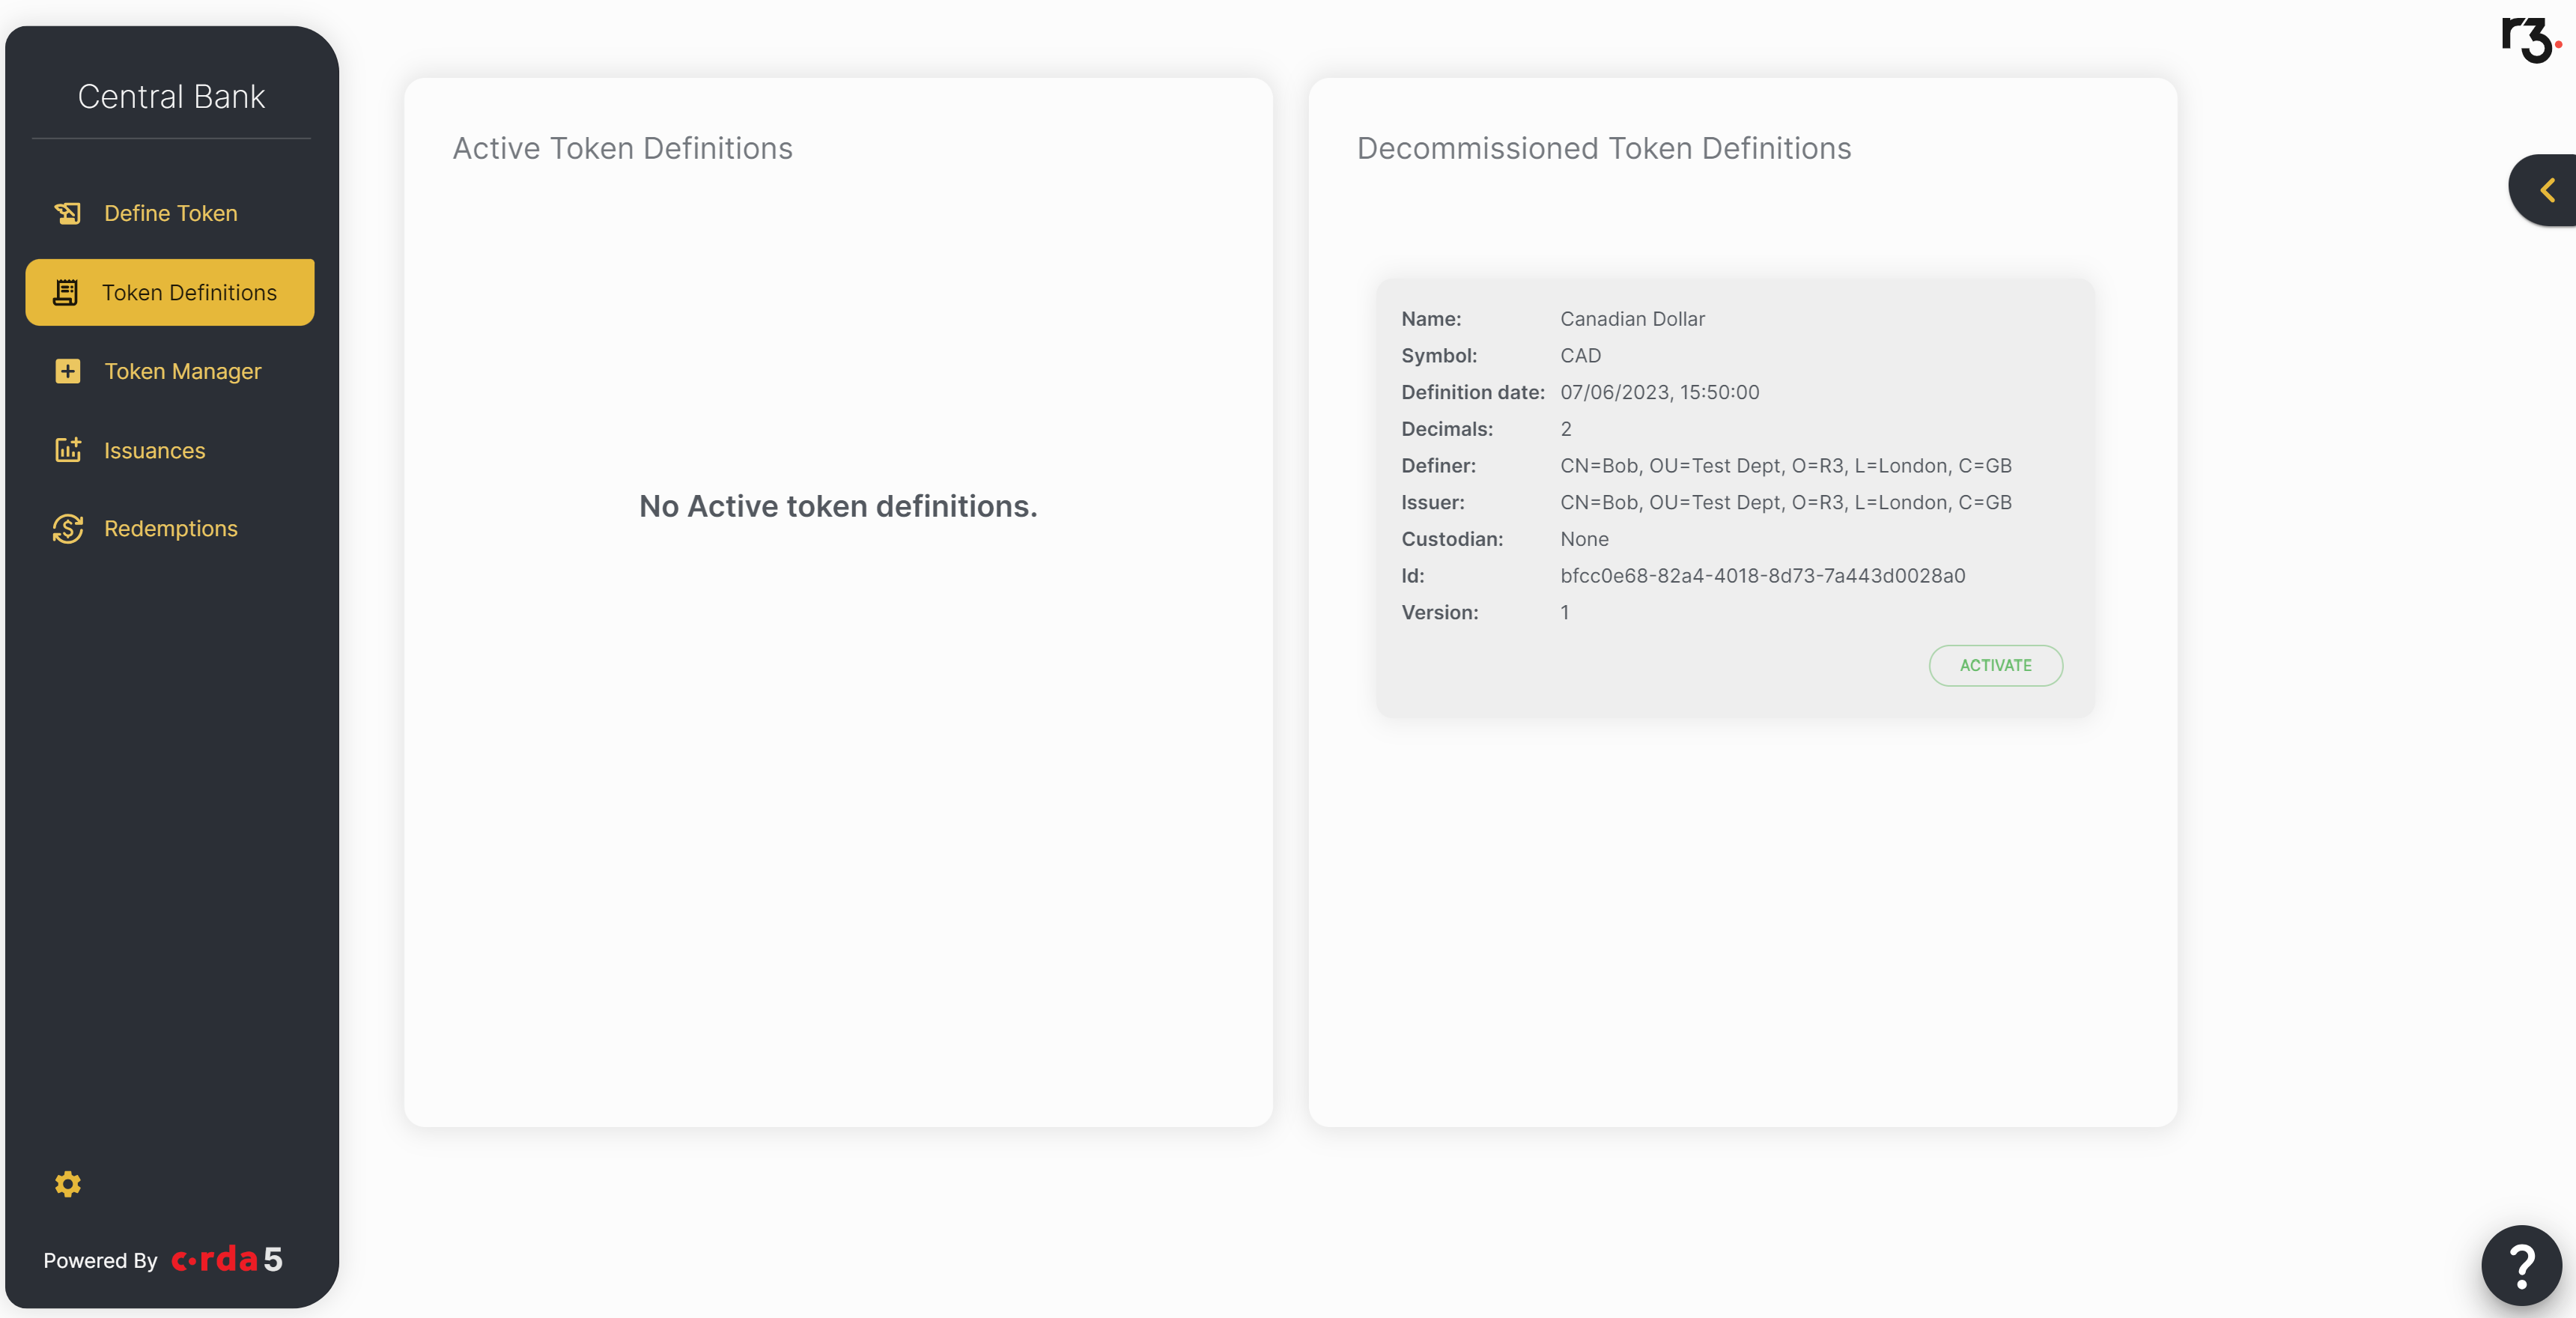 Central Bank
Define Token
Token Definitions
Token Manager
Issuances
Redemptions
Powered By c·rda 5
Active Token Definitions
No Active token definitions.
Decommissioned Token Definitions
Name: Canadian Dollar
Symbol: CAD
Definition date: 07/06/2023, 15:50:00
Decimals: 2
Definer: CN=Bob, OU=Test Dept, O=R3, L=London, C=GB
Issuer: CN=Bob, OU=Test Dept, O=R3, L=London, C=GB
Custodian: None
Id: bfcc0e68-82a4-4018-8d73-7a443d0028a0
Version: 1
ACTIVATE
r3.
?